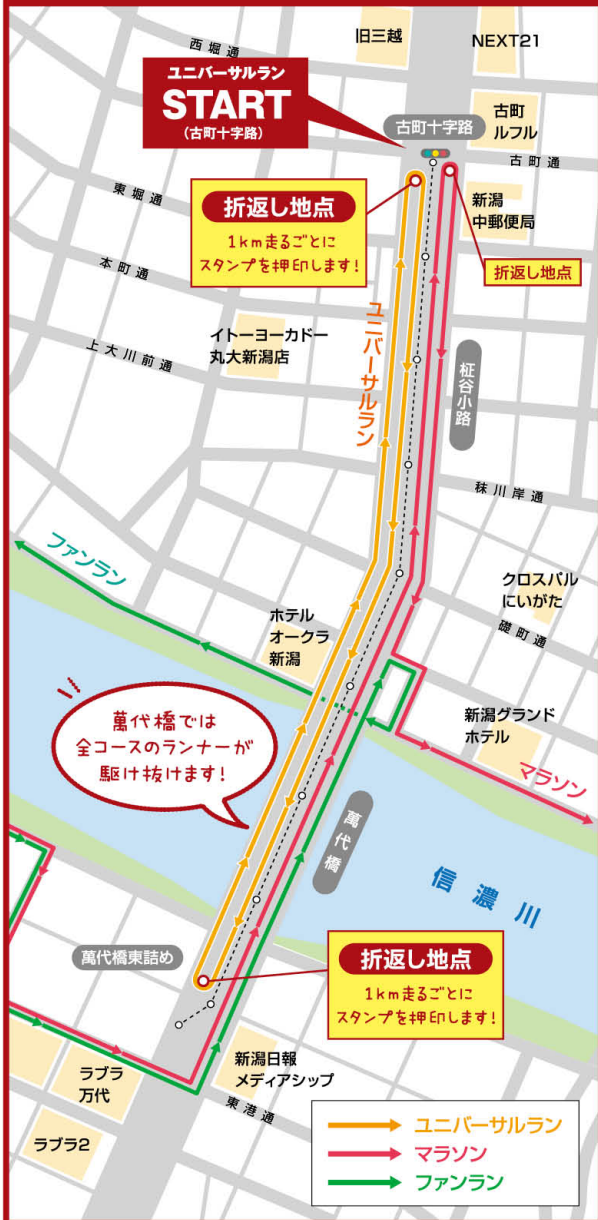 旧三越
NEXT21
西堀通
ユニバーサルラン
START
(古町十字路)
古町十字路
古町
ルフル
古町通
東堀通
折返し地点
1km走るごとに
スタンプを押印します!
新潟
中郵便局
折返し地点
本町通
イトーヨーカドー
丸大新潟店
ユニバーサルラン
上大川前通
柾谷小路
秣川岸通
ファンラン
クロスパル
にいがた
礎町通
ホテル
オークラ
新潟
新潟グランド
ホテル
萬代橋では
全コースのランナーが
駆け抜けます!
マラソン
萬代橋
信濃川
萬代橋東詰め
折返し地点
1km走るごとに
スタンプを押印します!
新潟日報
メディアシップ
ラブラ
万代
東港通
ラブラ2
ユニバーサルラン
マラソン
ファンラン